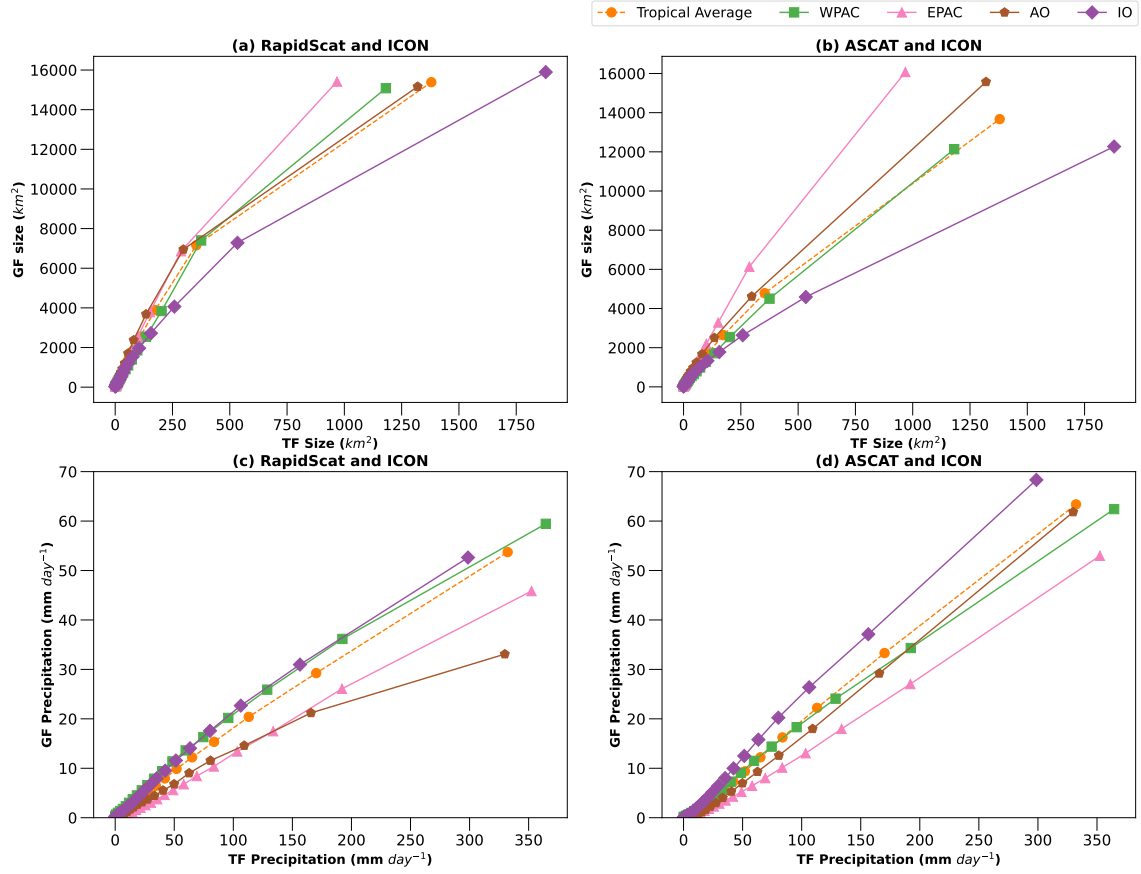 Tropical Average WPAC EPAC AO IO
(a) RapidScat and ICON
(b) ASCAT and ICON
16000
14000
12000
10000
8000
6000
4000
2000
0
GF size (km²)
0 250 500 750 1000 1250 1500 1750
TF Size (km²)
16000
14000
12000
10000
8000
6000
4000
2000
0
GF size (km²)
0 250 500 750 1000 1250 1500 1750
TF Size (km²)
(c) RapidScat and ICON
(d) ASCAT and ICON
70
60
50
40
30
20
10
0
GF Precipitation (mm day⁻¹)
0 50 100 150 200 250 300 350
TF Precipitation (mm day⁻¹)
70
60
50
40
30
20
10
0
GF Precipitation (mm day⁻¹)
0 50 100 150 200 250 300 350
TF Precipitation (mm day⁻¹)